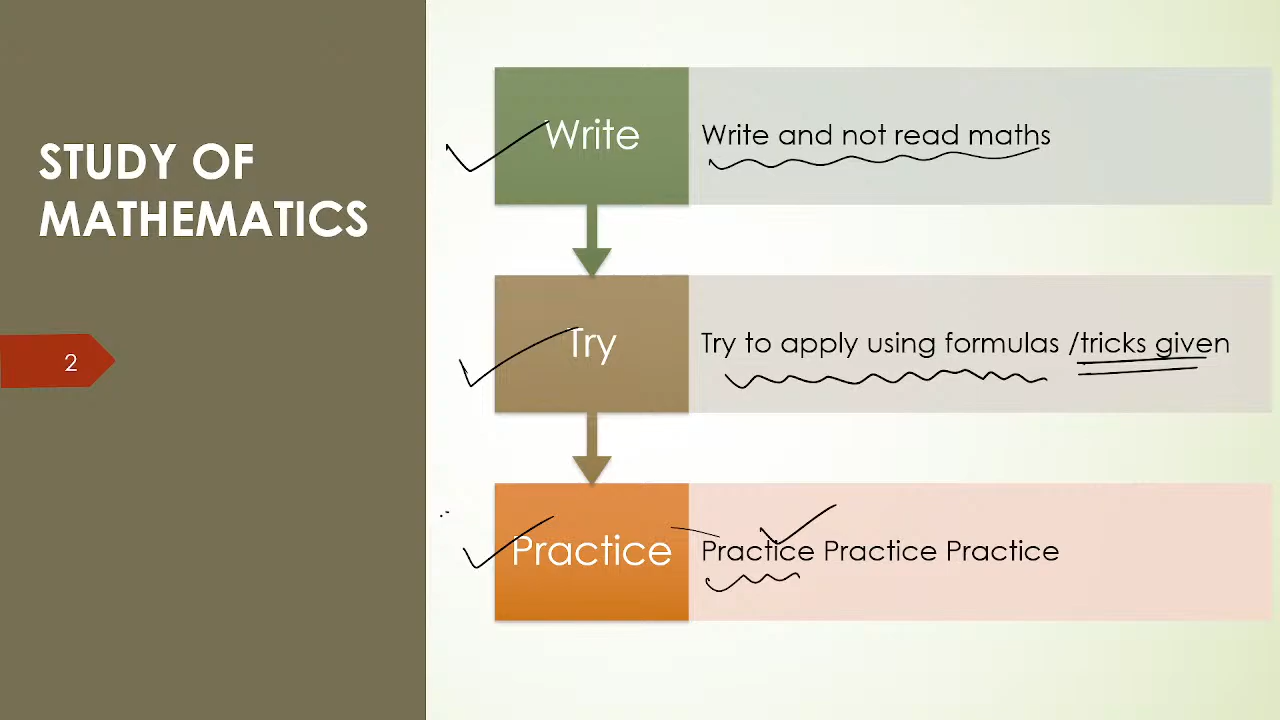 STUDY OF
MATHEMATICS
2
Write
Write and not read maths
Try
Try to apply using formulas /tricks given
Practice
Practice Practice Practice